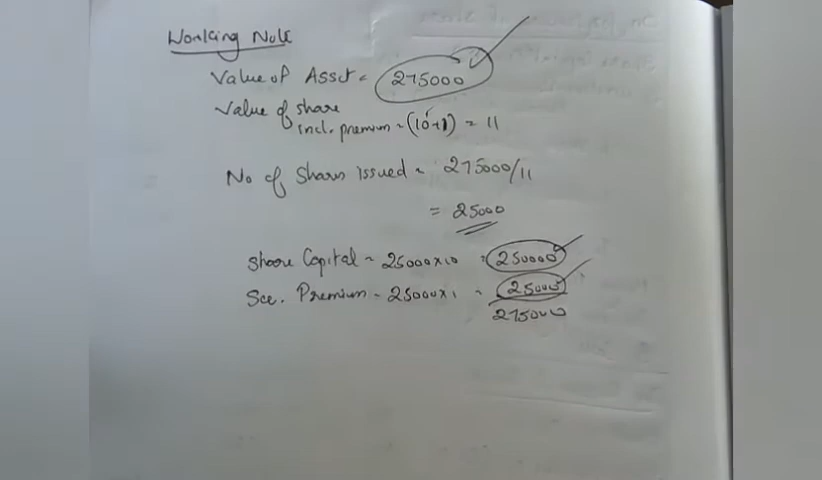 Working Note
Value of Asset = 275000
Value of share
incl. premium = (10+1) = 11
No of Shares issued = 275000/11
= 25000
Share Capital = 25000x10 = 250000
Sec. Premium = 25000x1 = 25000
275000